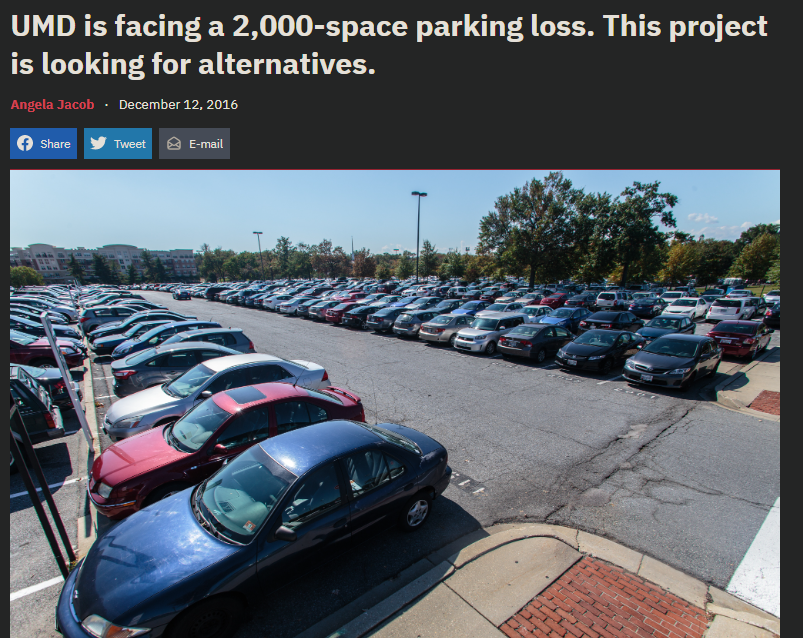 UMD is facing a 2,000-space parking loss. This project
is looking for alternatives.
Angela Jacob · December 12, 2016
Share Tweet E-mail